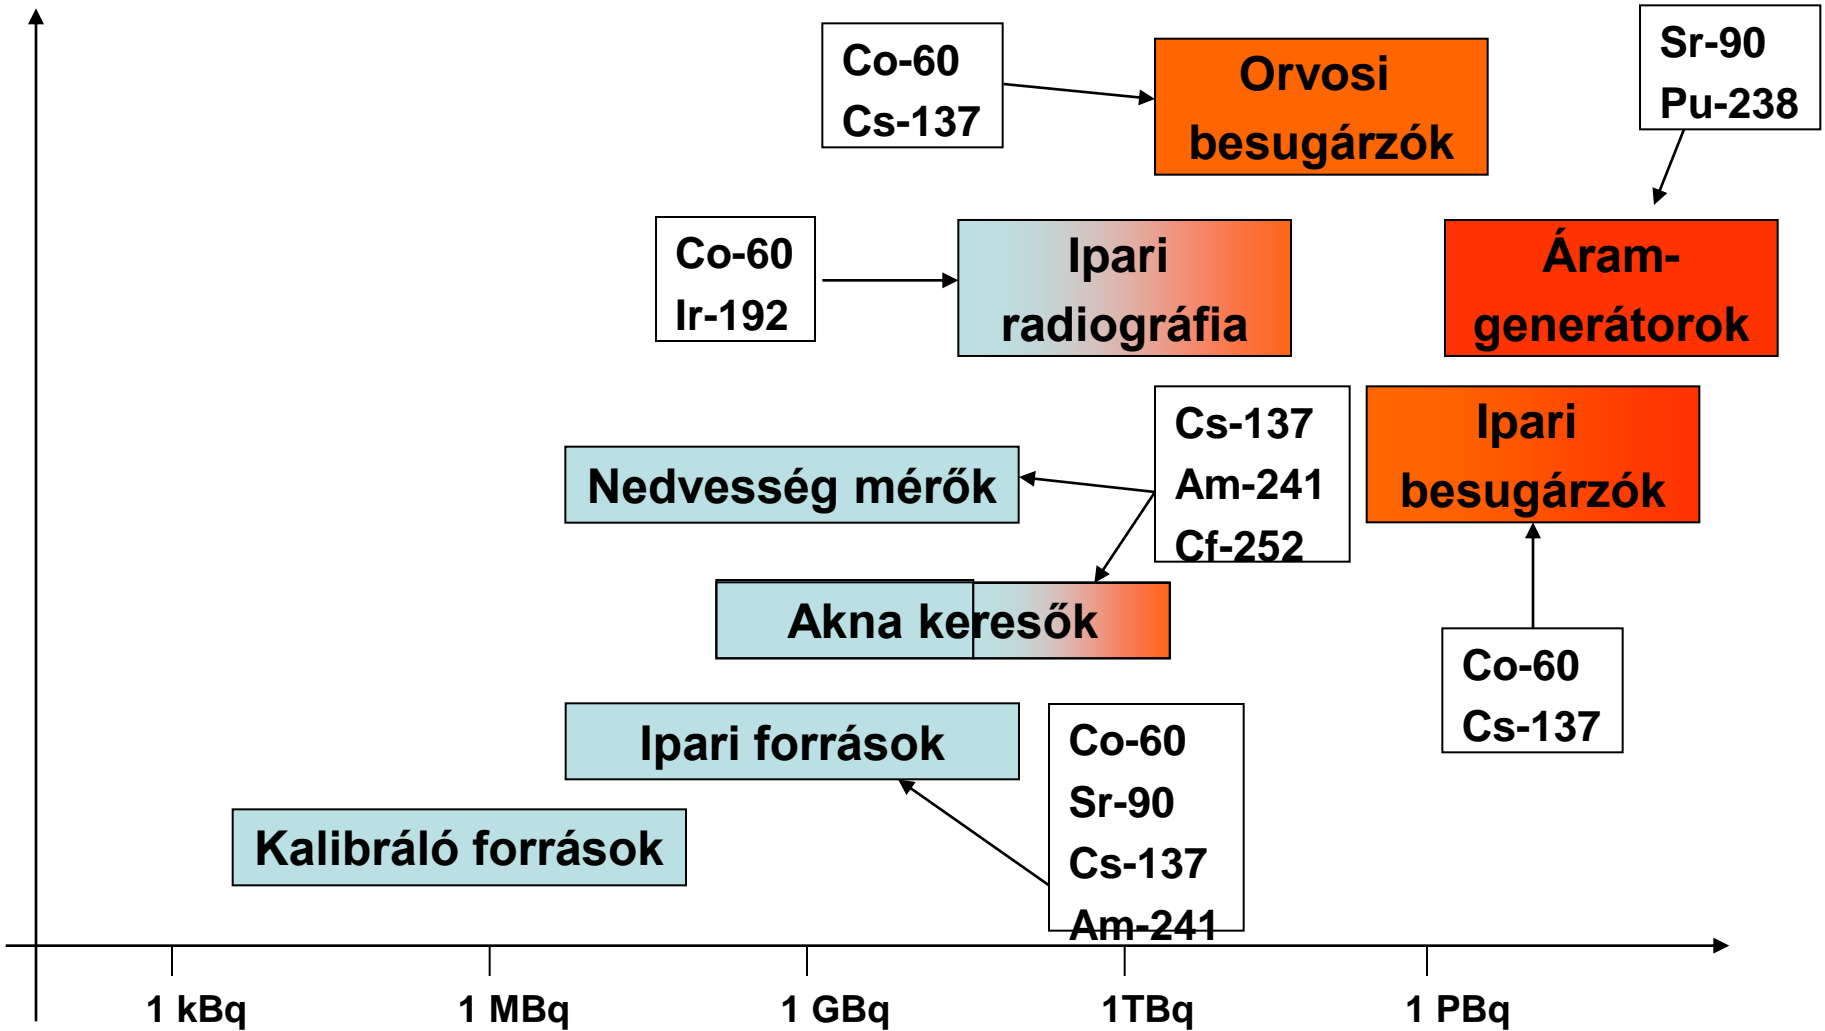 Co-60
Cs-137
Orvosi
besugárzók
Sr-90
Pu-238
Co-60
Ir-192
Ipari
radiográfia
Áram-
generátorok
Nedvesség mérők
Cs-137
Am-241
Cf-252
Ipari
besugárzók
Akna keresők
Co-60
Cs-137
Ipari források
Co-60
Sr-90
Cs-137
Am-241
Kalibráló források
1 kBq
1 MBq
1 GBq
1TBq
1 PBq